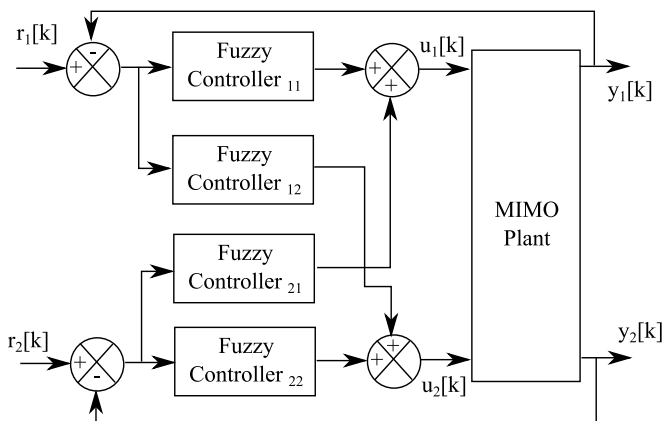 r1[k]
-
+
Fuzzy
Controller 11
+
+
u1[k]
y1[k]
Fuzzy
Controller 12
MIMO
Plant
Fuzzy
Controller 21
r2[k]
+
-
Fuzzy
Controller 22
+
+
u2[k]
y2[k]